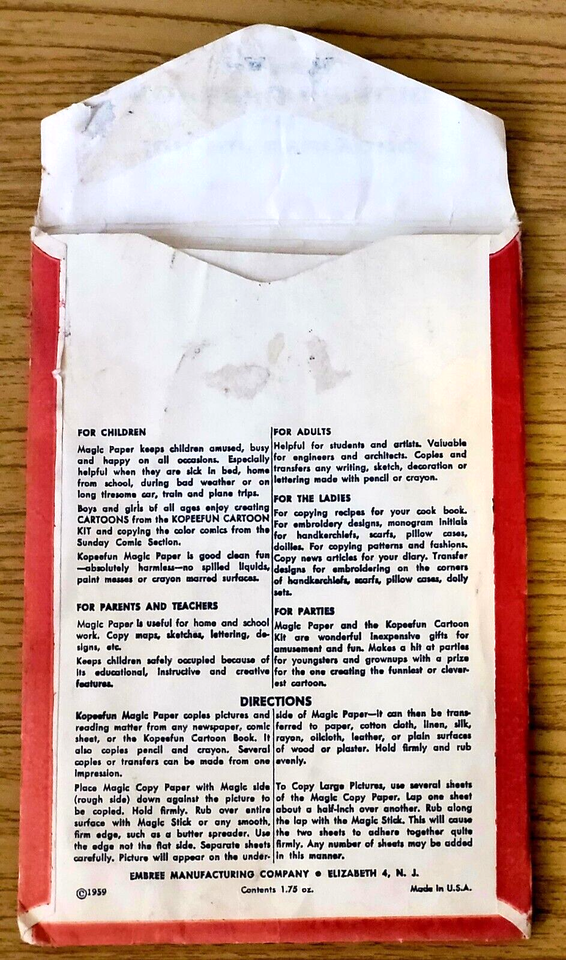 FOR CHILDREN
Magic Paper keeps children amused, busy
and happy on all occasions. Especially
helpful when they are sick in bed, home
from school, during bad weather or on
long tiresome car, train and plane trips.
Boys and girls of all ages enjoy creating
CARTOONS from the KOPEEFUN CARTOON
KIT and copying the color comics from the
Sunday Comic Section.
Kopeefun Magic Paper is good clean fun
—absolutely harmless—no spilled liquids,
paint messes or crayon marred surfaces.
FOR PARENTS AND TEACHERS
Magic Paper is useful for home and school
work. Copy maps, sketches, lettering, de-
signs, etc.
Keeps children safely occupied because of
its educational, instructive and creative
features.
FOR ADULTS
Helpful for students and artists. Valuable
for engineers and architects. Copies and
transfers any writing, sketch, decoration or
lettering made with pencil or crayon.
FOR THE LADIES
For copying recipes for your cook book.
For embroidery designs, monogram initials
for handkerchiefs, scarfs, pillow cases,
doilies. For copying patterns and fashions.
Copy news articles for your diary. Transfer
designs for embroidering on the corners
of handkerchiefs, scarfs, pillow cases, doily
sets.
FOR PARTIES
Magic Paper and the Kopeefun Cartoon
Kit are wonderful inexpensive gifts for
amusement and fun. Makes a hit at parties
for youngsters and grownups with a prize
for the one creating the funniest or clever-
est cartoon.
DIRECTIONS
Kopeefun Magic Paper copies pictures and
reading matter from any newspaper, comic
sheet, or the Kopeefun Cartoon Book. It
also copies pencil and crayon. Several
copies or transfers can be made from one
impression.
Place Magic Copy Paper with Magic side
(rough side) down against the picture to
be copied. Hold firmly. Rub over entire
surface with Magic Stick or any smooth,
firm edge, such as a butter spreader. Use
the edge not the flat side. Separate sheets
carefully. Picture will appear on the under-
side of Magic Paper—it can then be trans-
ferred to paper, cotton cloth, linen, silk,
rayon, oilcloth, leather, or plain surfaces
of wood or plaster. Hold firmly and rub
evenly.
To Copy Large Pictures, use several sheets
of the Magic Copy Paper. Lap one sheet
about a half-inch over another. Rub along
the lap with the Magic Stick. This will cause
the two sheets to adhere together quite
firmly. Any number of sheets may be added
in this manner.
EMBREE MANUFACTURING COMPANY • ELIZABETH 4, N. J.
©1959 Contents 1.75 oz. Made in U.S.A.